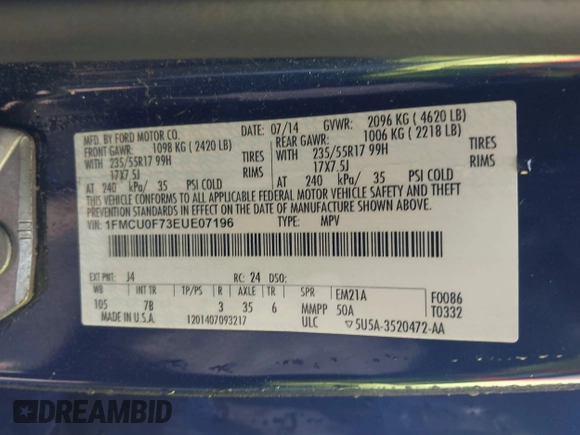 MFD. BY FORD MOTOR CO.
07/14 GVWR: 2096 KG ( 4620 LB)
FRONT GAWR: 1098 KG ( 2420 LB)
REAR GAWR: 1006 KG ( 2218 LB)
WITH 235/55R17 99H TIRES
17X7.5J RIMS
AT 240 kPa/ 35 PSI COLD
WITH 235/55R17 99H TIRES
17X7.5J RIMS
AT 240 kPa/ 35 PSI COLD
THIS VEHICLE CONFORMS TO ALL APPLICABLE FEDERAL MOTOR VEHICLE SAFETY AND THEFT
PREVENTION STANDARDS IN EFFECT ON THE DATE OF MANUFACTURE SHOWN ABOVE.
VIN: 1FMCU0F73EUE07196 TYPE: MPV
EXT PNT: J4 RC: 24 DSO:
WB INT TR TP/PS R AXLE TR SPR EM21A F0086
105 7B 3 35 6 MMPP 50A T0332
MADE IN U.S.A. 1201407093217 ULC 5U5A-3520472-AA
DREAMBID